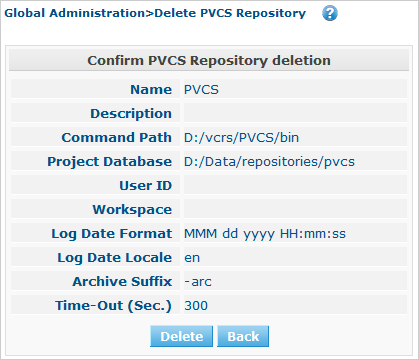 Global Administration>Delete PVCS Repository ?
Confirm PVCS Repository deletion
Name PVCS
Description
Command Path D:/vcrs/PVCS/bin
Project Database D:/Data/repositories/pvcs
User ID
Workspace
Log Date Format MMM dd yyyy HH:mm:ss
Log Date Locale en
Archive Suffix -arc
Time-Out (Sec.) 300
Delete Back